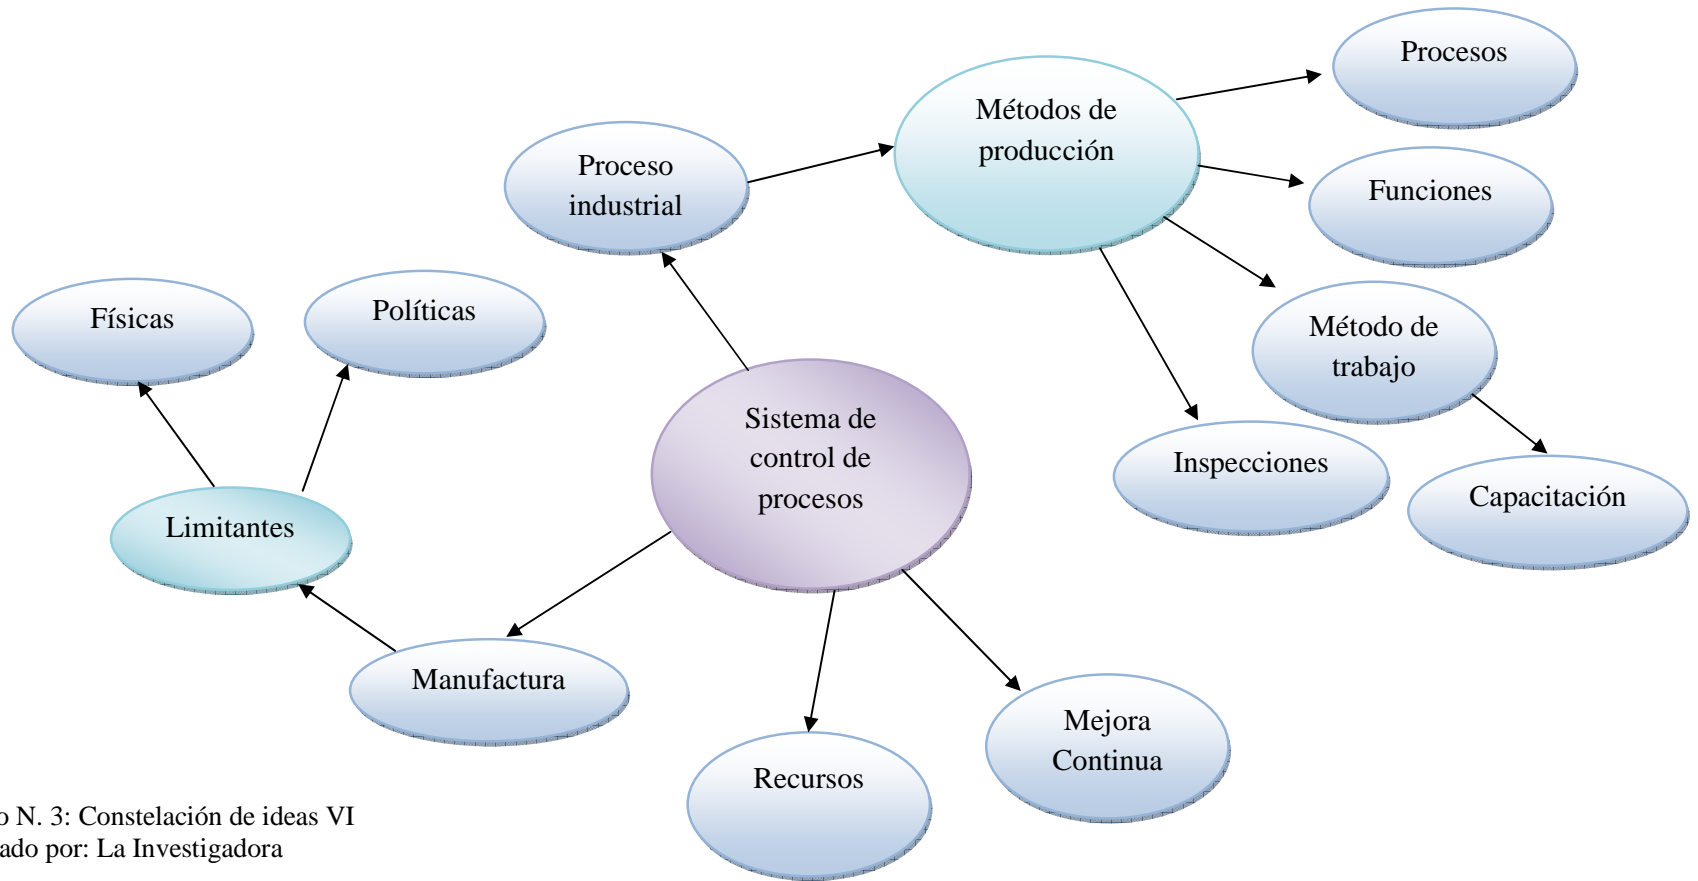 Procesos
Métodos de
producción
Proceso
industrial
Funciones
Físicas
Políticas
Método de
trabajo
Sistema de
control de
procesos
Inspecciones
Capacitación
Limitantes
Manufactura
Mejora
Continua
Recursos
o N. 3: Constelación de ideas VI
ado por: La Investigadora